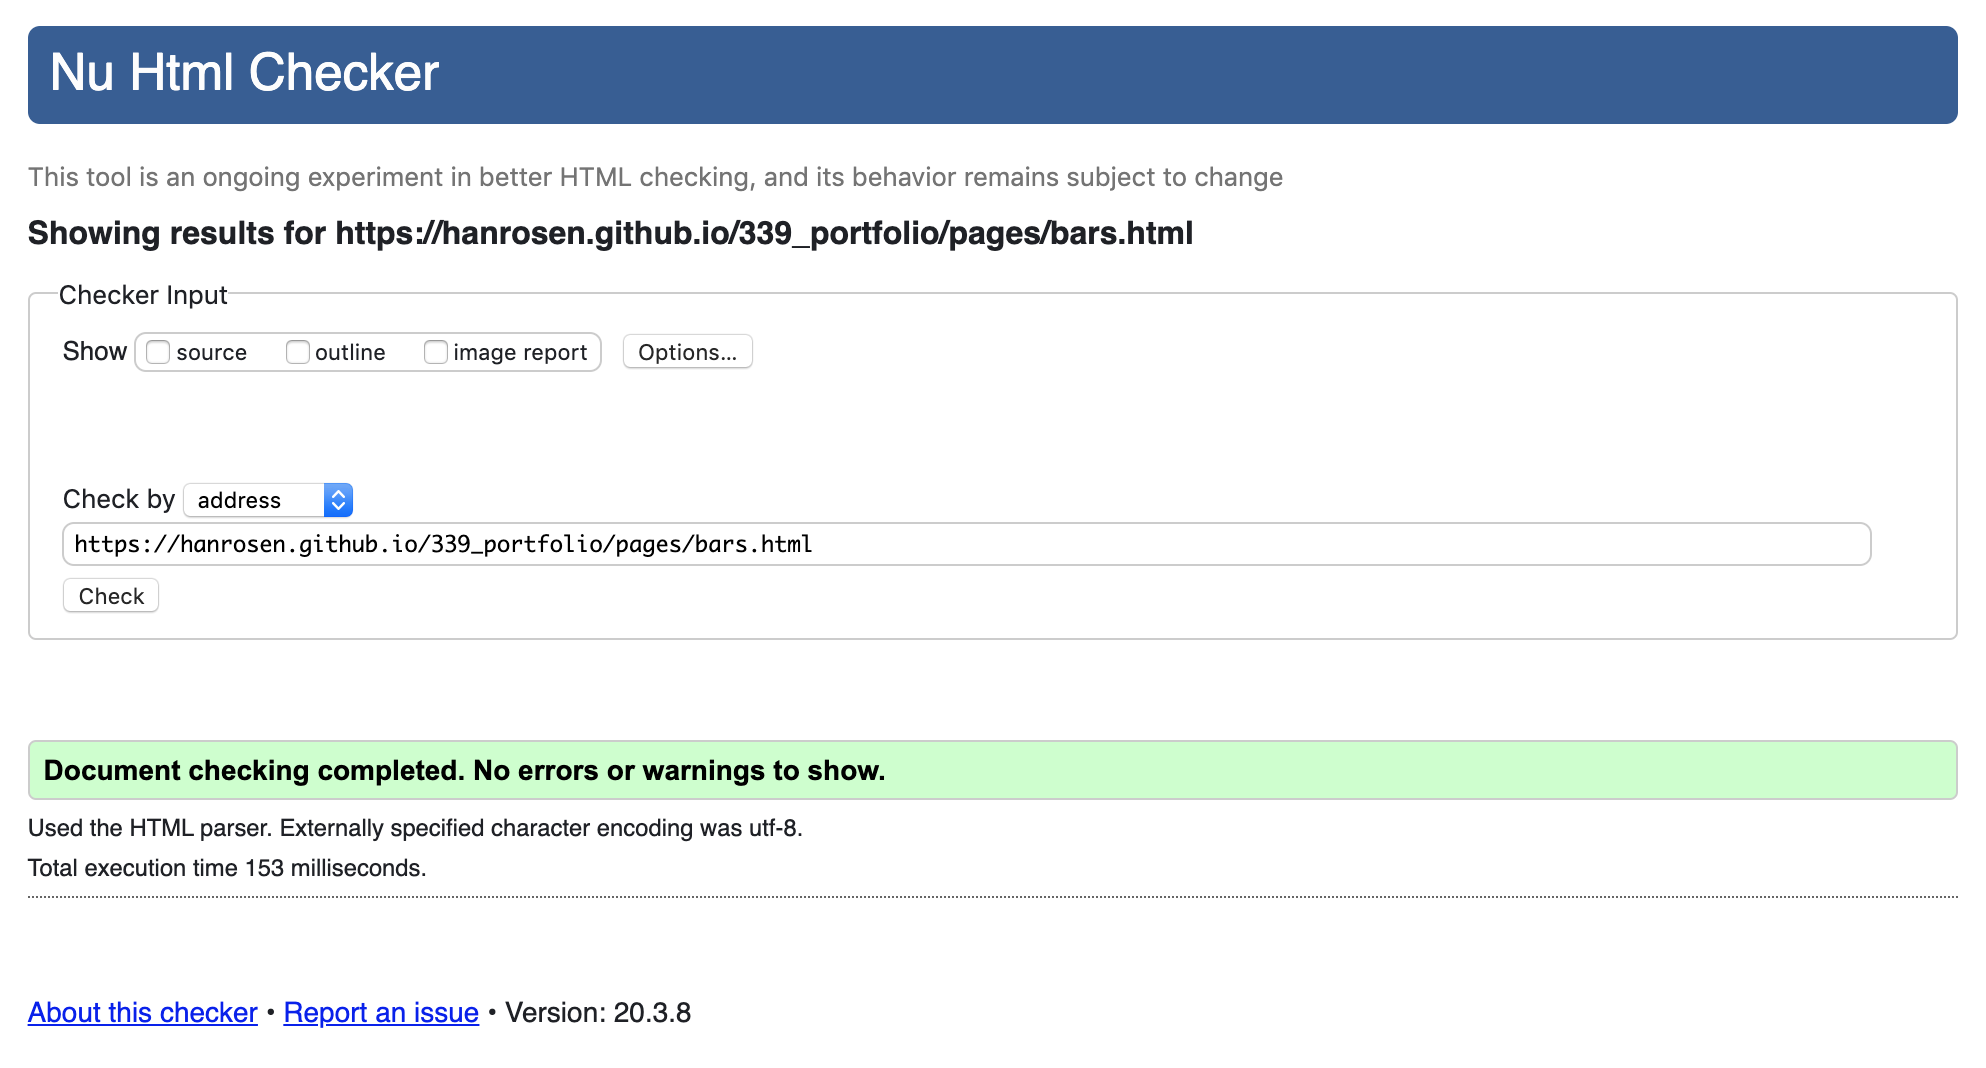 Nu Html Checker
This tool is an ongoing experiment in better HTML checking, and its behavior remains subject to change
Showing results for https://hanrosen.github.io/339_portfolio/pages/bars.html
Checker Input
Show source outline image report Options...
Check by address
https://hanrosen.github.io/339_portfolio/pages/bars.html
Check
Document checking completed. No errors or warnings to show.
Used the HTML parser. Externally specified character encoding was utf-8.
Total execution time 153 milliseconds.
About this checker • Report an issue • Version: 20.3.8